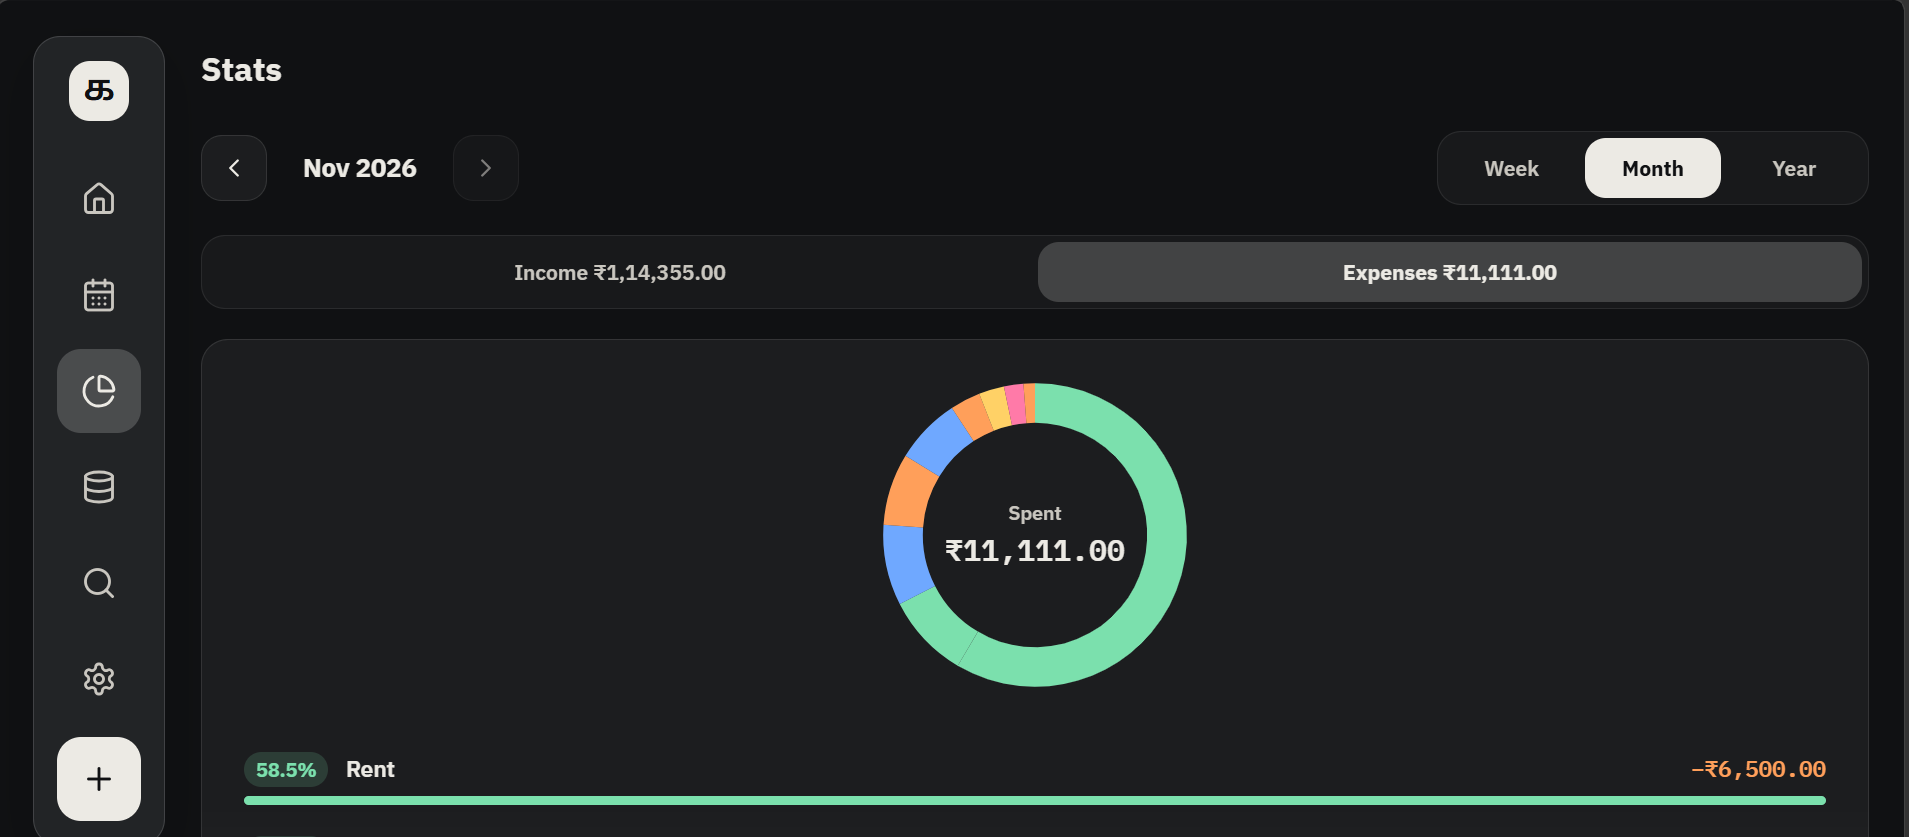 Stats
Nov 2026
Week
Month
Year
Income ₹1,14,355.00
Expenses ₹11,111.00
Spent
₹11,111.00
58.5%
Rent
−₹6,500.00